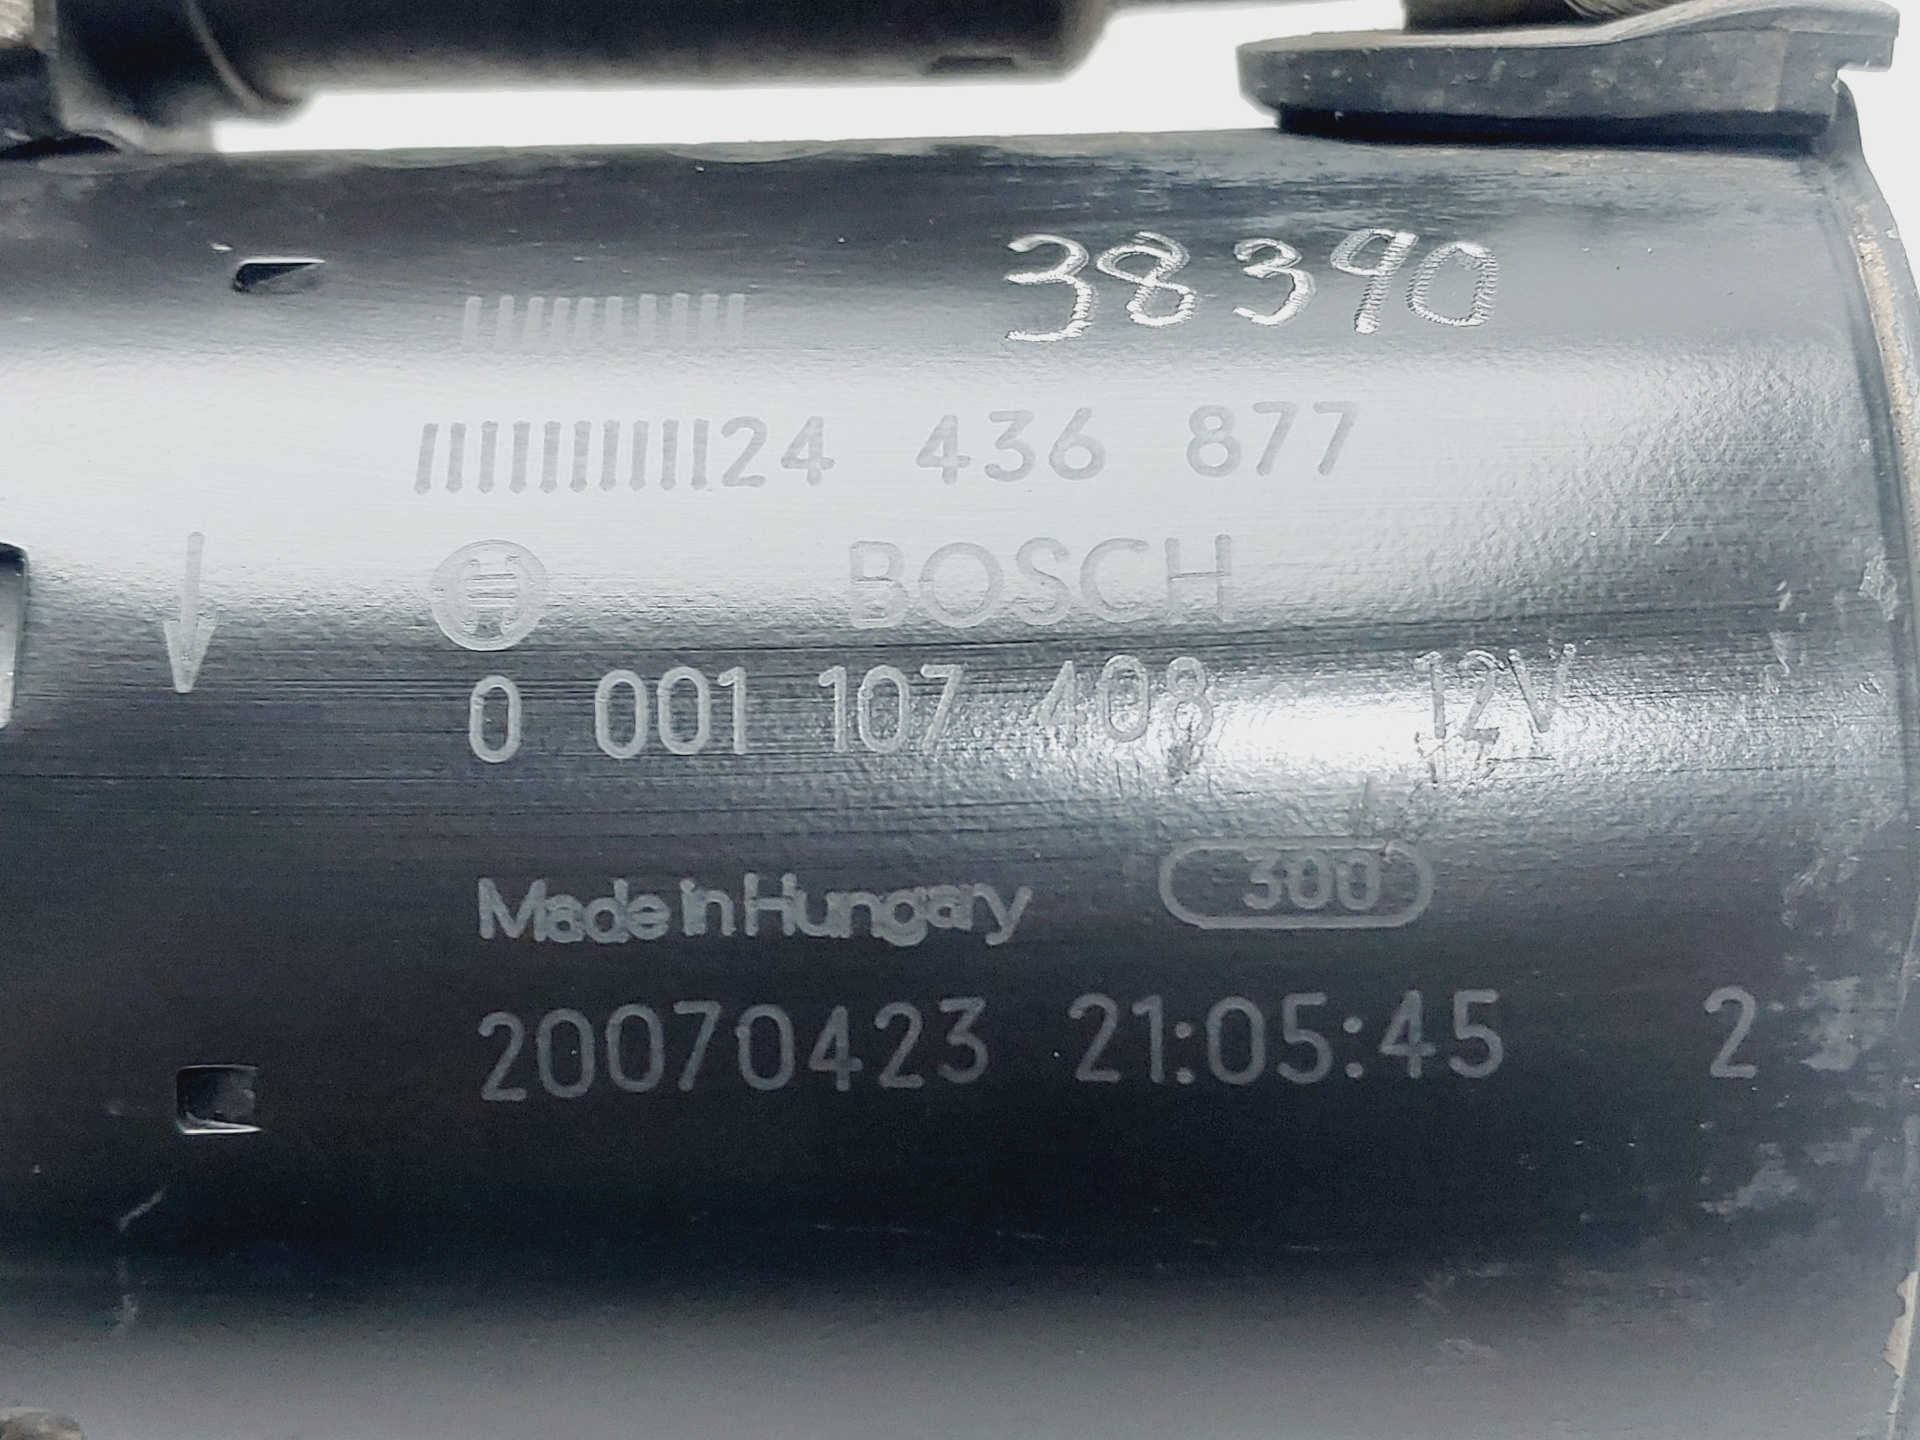 38390
24 436 877
BOSCH
0 001 107 408 12V
Made in Hungary 300
20070423 21:05:45 2